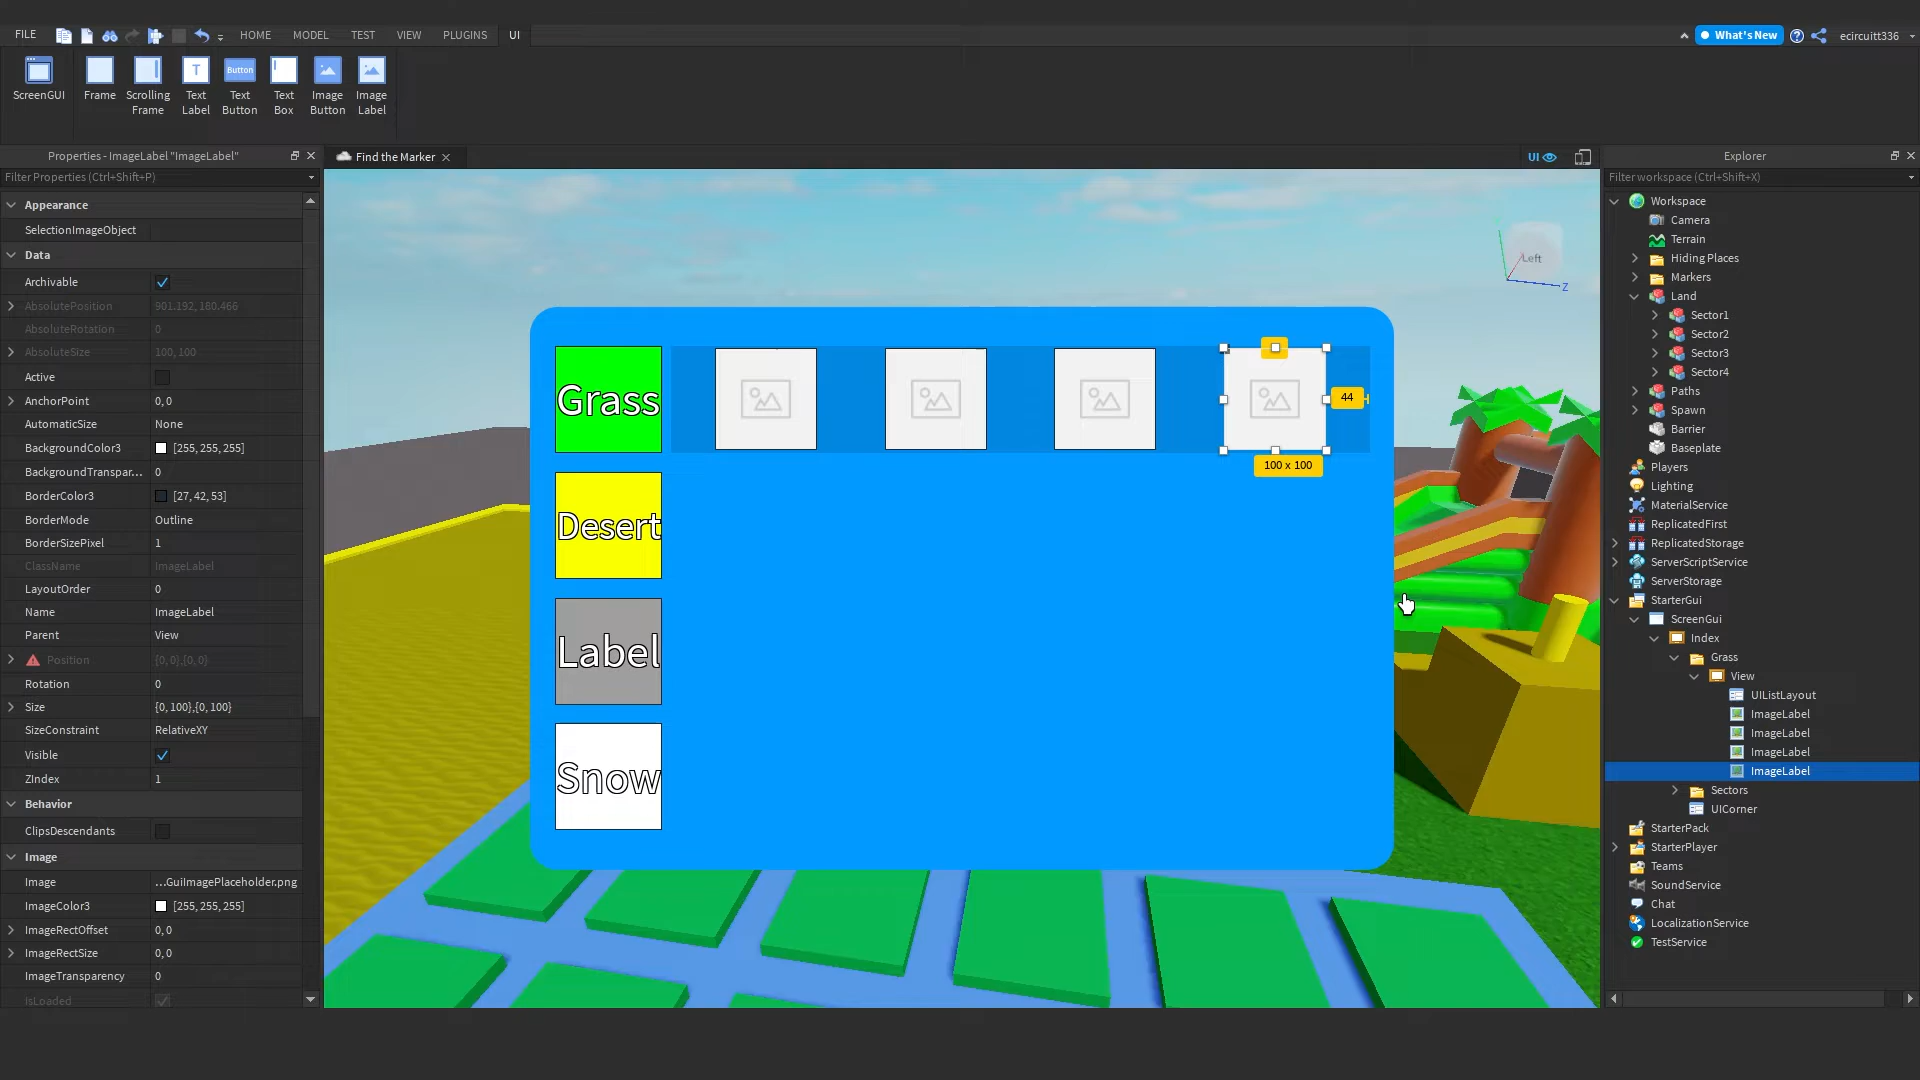 FILE HOME MODEL TEST VIEW PLUGINS UI What's New ecircuitt336
ScreenGUI Frame Scrolling Frame Text Label Button Text Button Text Box Image Button Image Label
Properties - ImageLabel "ImageLabel"
Filter Properties (Ctrl+Shift+P)
Appearance
SelectionImageObject
Data
Archivable
AbsolutePosition 901.192, 180.466
AbsoluteRotation 0
AbsoluteSize 100, 100
Active
AnchorPoint 0, 0
AutomaticSize None
BackgroundColor3 [255, 255, 255]
BackgroundTranspar... 0
BorderColor3 [27, 42, 53]
BorderMode Outline
BorderSizePixel 1
ClassName ImageLabel
LayoutOrder 0
Name ImageLabel
Parent View
Position {0, 0},{0, 0}
Rotation 0
Size {0, 100},{0, 100}
SizeConstraint RelativeXY
Visible
ZIndex 1
Behavior
ClipsDescendants
Image
Image ...GuiImagePlaceholder.png
ImageColor3 [255, 255, 255]
ImageRectOffset 0, 0
ImageRectSize 0, 0
ImageTransparency 0
IsLoaded
Find the Marker
UI
Left
Z
Grass
44
100 x 100
Desert
Label
Snow
Explorer
Filter workspace (Ctrl+Shift+X)
Workspace
Camera
Terrain
Hiding Places
Markers
Land
Sector1
Sector2
Sector3
Sector4
Paths
Spawn
Barrier
Baseplate
Players
Lighting
MaterialService
ReplicatedFirst
ReplicatedStorage
ServerScriptService
ServerStorage
StarterGui
ScreenGui
Index
Grass
View
UIListLayout
ImageLabel
ImageLabel
ImageLabel
ImageLabel
Sectors
UICorner
StarterPack
StarterPlayer
Teams
SoundService
Chat
LocalizationService
TestService